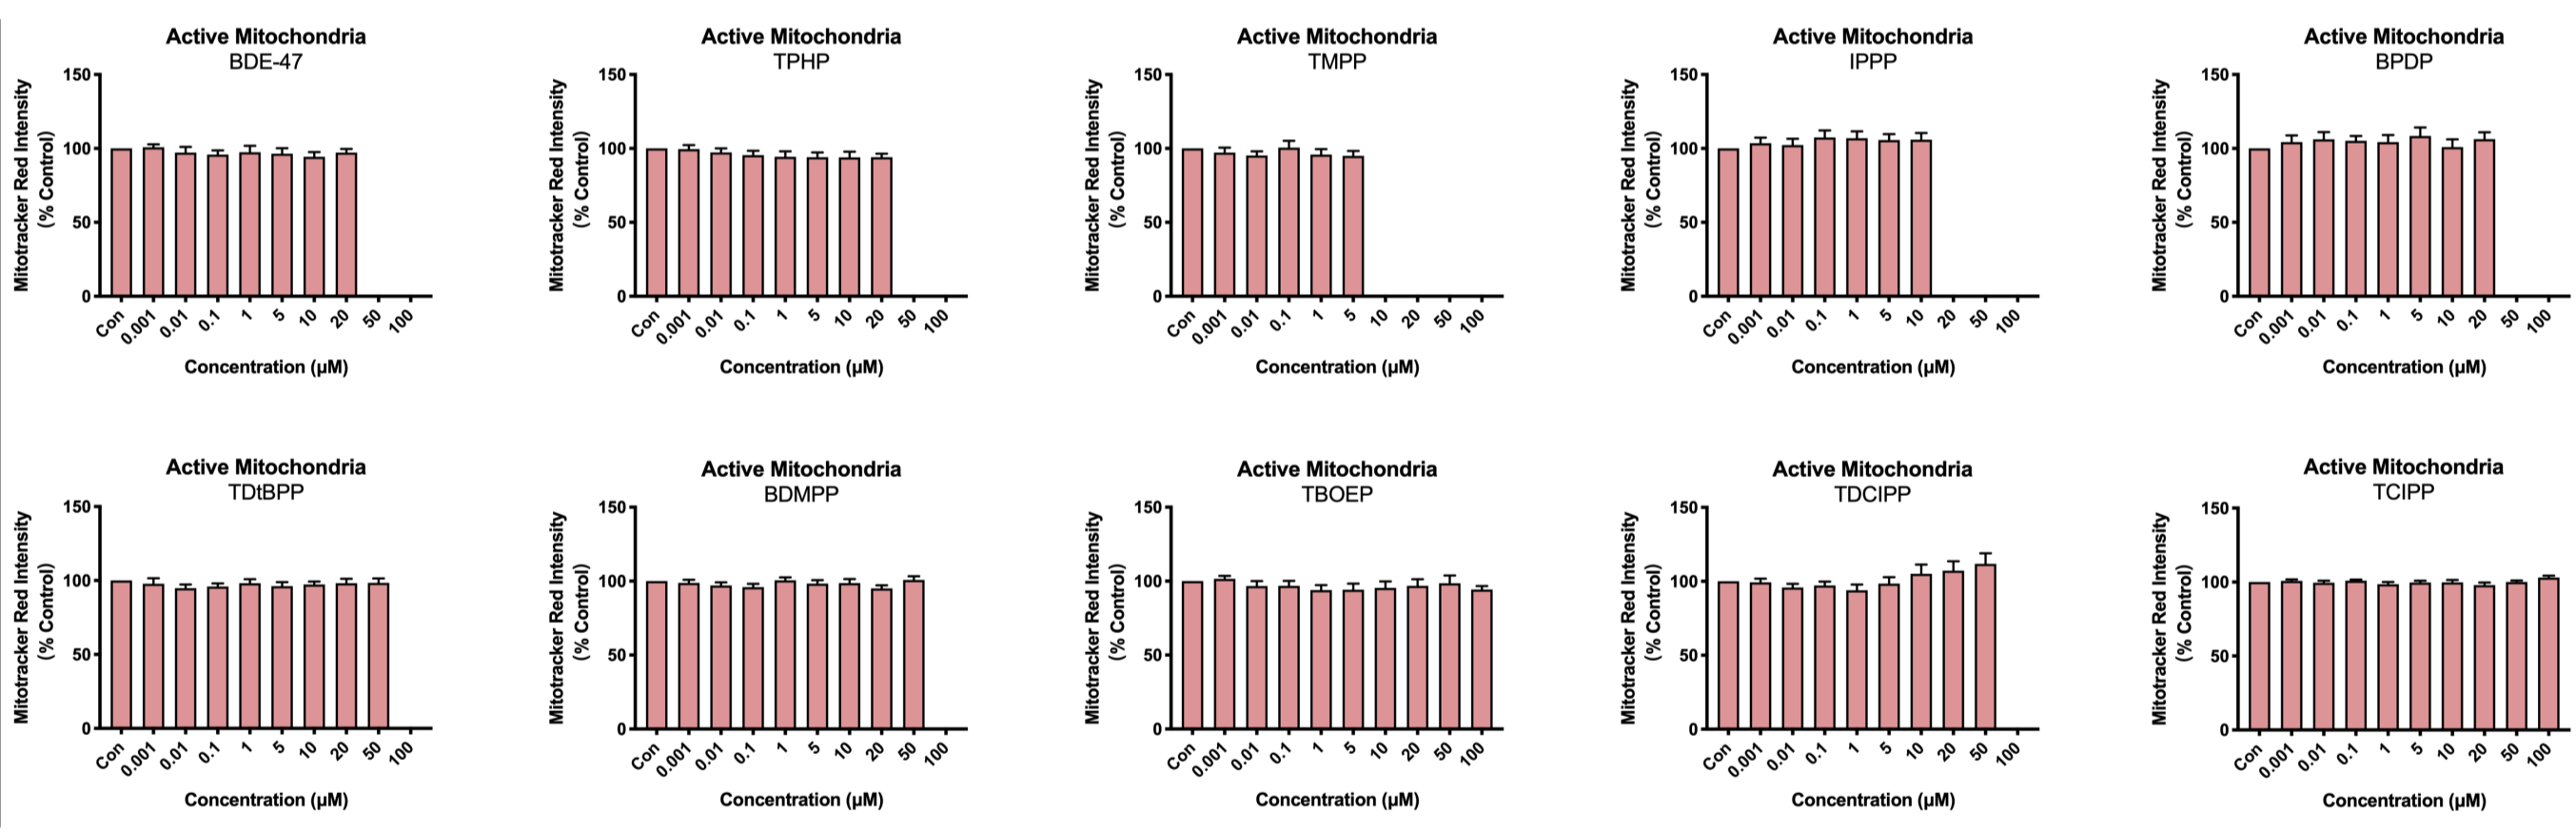 Active Mitochondria
BDE-47
Mitotracker Red Intensity
(% Control)
150
100
50
0
Con 0.001 0.01 0.1 1 5 10 20 50 100
Concentration (µM)
Active Mitochondria
TPHP
Mitotracker Red Intensity
(% Control)
150
100
50
0
Con 0.001 0.01 0.1 1 5 10 20 50 100
Concentration (µM)
Active Mitochondria
TMPP
Mitotracker Red Intensity
(% Control)
150
100
50
0
Con 0.001 0.01 0.1 1 5 10 20 50 100
Concentration (µM)
Active Mitochondria
IPPP
Mitotracker Red Intensity
(% Control)
150
100
50
0
Con 0.001 0.01 0.1 1 5 10 20 50 100
Concentration (µM)
Active Mitochondria
BPDP
Mitotracker Red Intensity
(% Control)
150
100
50
0
Con 0.001 0.01 0.1 1 5 10 20 50 100
Concentration (µM)
Active Mitochondria
TDtBPP
Mitotracker Red Intensity
(% Control)
150
100
50
0
Con 0.001 0.01 0.1 1 5 10 20 50 100
Concentration (µM)
Active Mitochondria
BDMPP
Mitotracker Red Intensity
(% Control)
150
100
50
0
Con 0.001 0.01 0.1 1 5 10 20 50 100
Concentration (µM)
Active Mitochondria
TBOEP
Mitotracker Red Intensity
(% Control)
150
100
50
0
Con 0.001 0.01 0.1 1 5 10 20 50 100
Concentration (µM)
Active Mitochondria
TDCIPP
Mitotracker Red Intensity
(% Control)
150
100
50
0
Con 0.001 0.01 0.1 1 5 10 20 50 100
Concentration (µM)
Active Mitochondria
TCIPP
Mitotracker Red Intensity
(% Control)
150
100
50
0
Con 0.001 0.01 0.1 1 5 10 20 50 100
Concentration (µM)